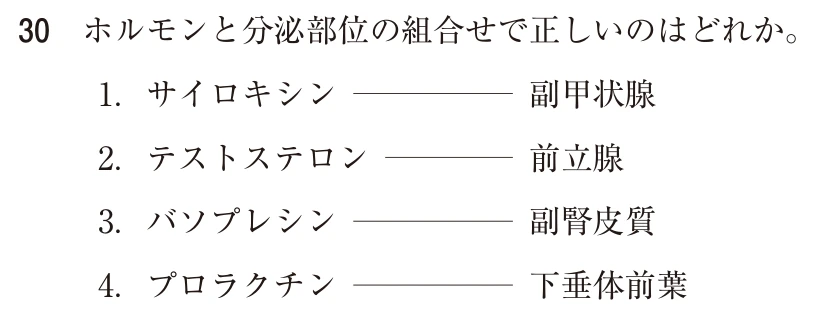 30 ホルモンと分泌部位の組合せで正しいのはどれか。
1. サイロキシン ――――― 副甲状腺
2. テストステロン ―――― 前立腺
3. バソプレシン ――――― 副腎皮質
4. プロラクチン ――――― 下垂体前葉